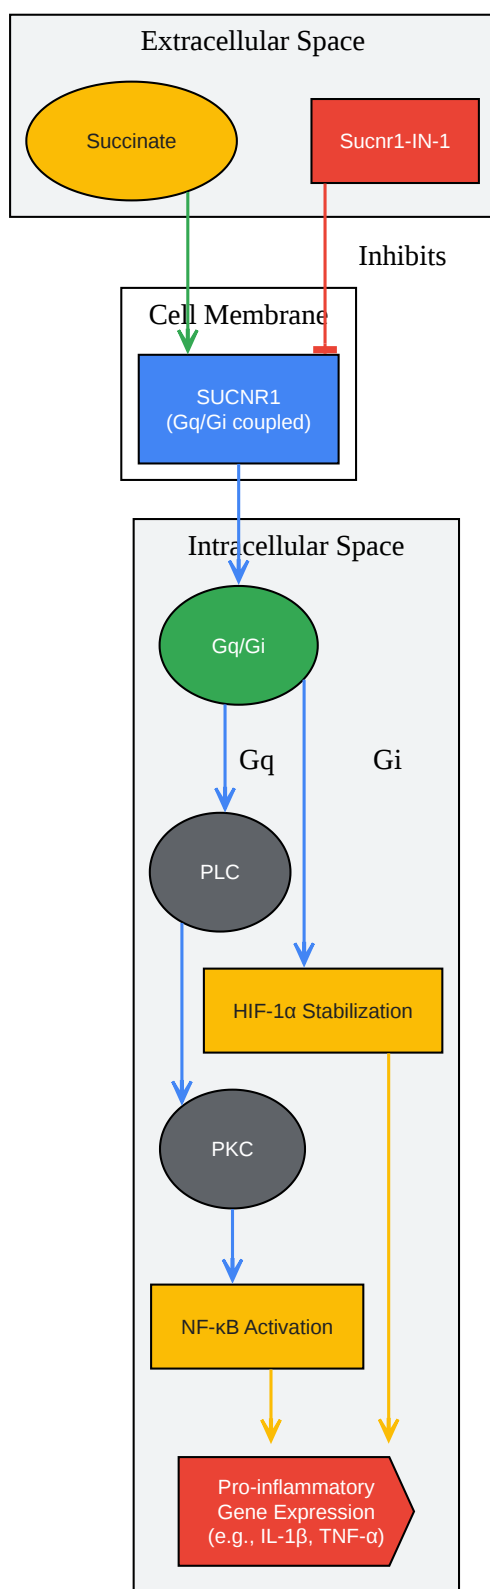 Extracellular Space
Succinate
Sucnr1-IN-1
Inhibits
Cell Membrane
SUCNR1
(Gq/Gi coupled)
Intracellular Space
Gq/Gi
Gq
Gi
PLC
HIF-1α Stabilization
PKC
NF-κB Activation
Pro-inflammatory
Gene Expression
(e.g., IL-1β, TNF-α)